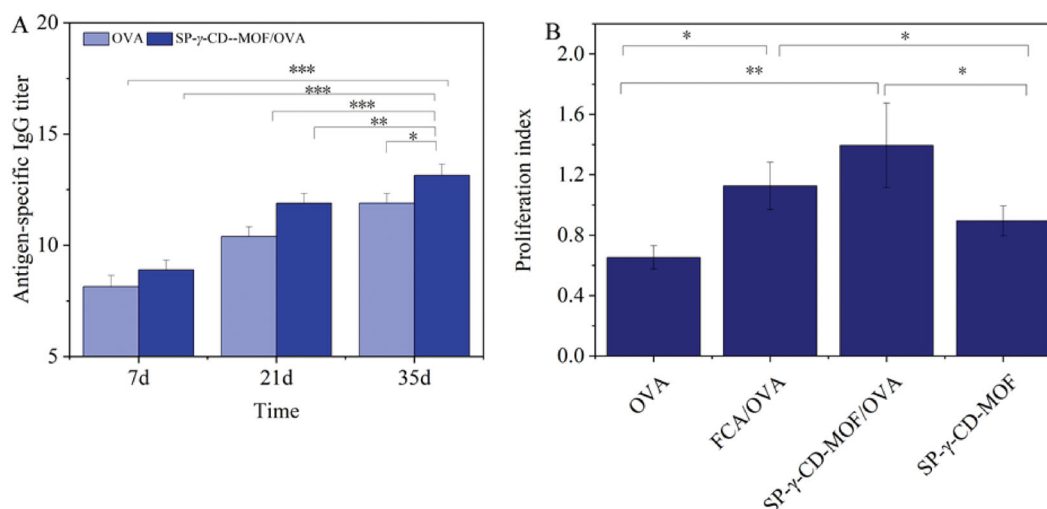 A
OVA SP-γ-CD--MOF/OVA
Antigen-specific IgG titer
20
15
10
5
***
***
***
**
*
7d 21d 35d
Time
B
Proliferation index
2.0
1.6
1.2
0.8
0.4
0.0
* *
** *
OVA
FCA/OVA
SP-γ-CD-MOF/OVA
SP-γ-CD-MOF